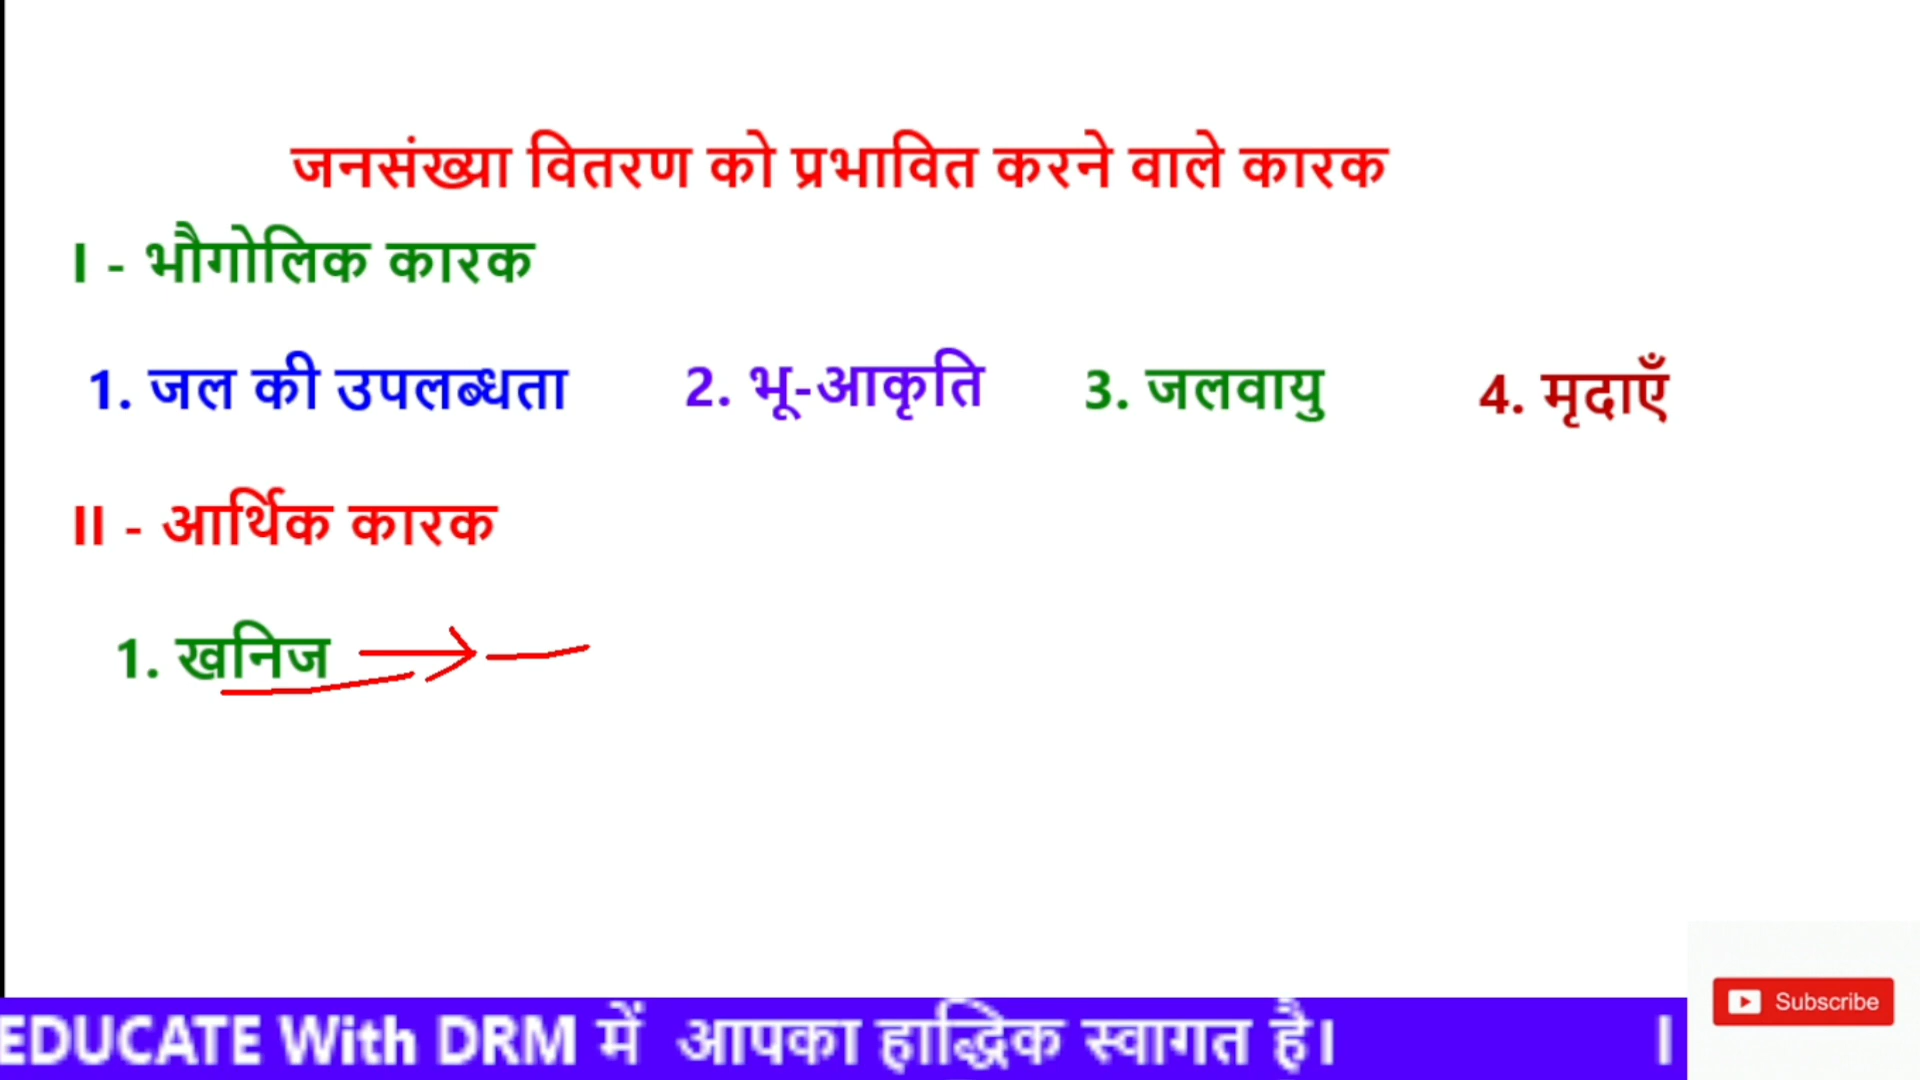 जनसंख्या वितरण को प्रभावित करने वाले कारक
I - भौगोलिक कारक
1. जल की उपलब्धता 2. भू-आकृति 3. जलवायु 4. मृदाएँ
II - आर्थिक कारक
1. खनिज
Subscribe
EDUCATE With DRM में आपका हार्द्धिक स्वागत है।